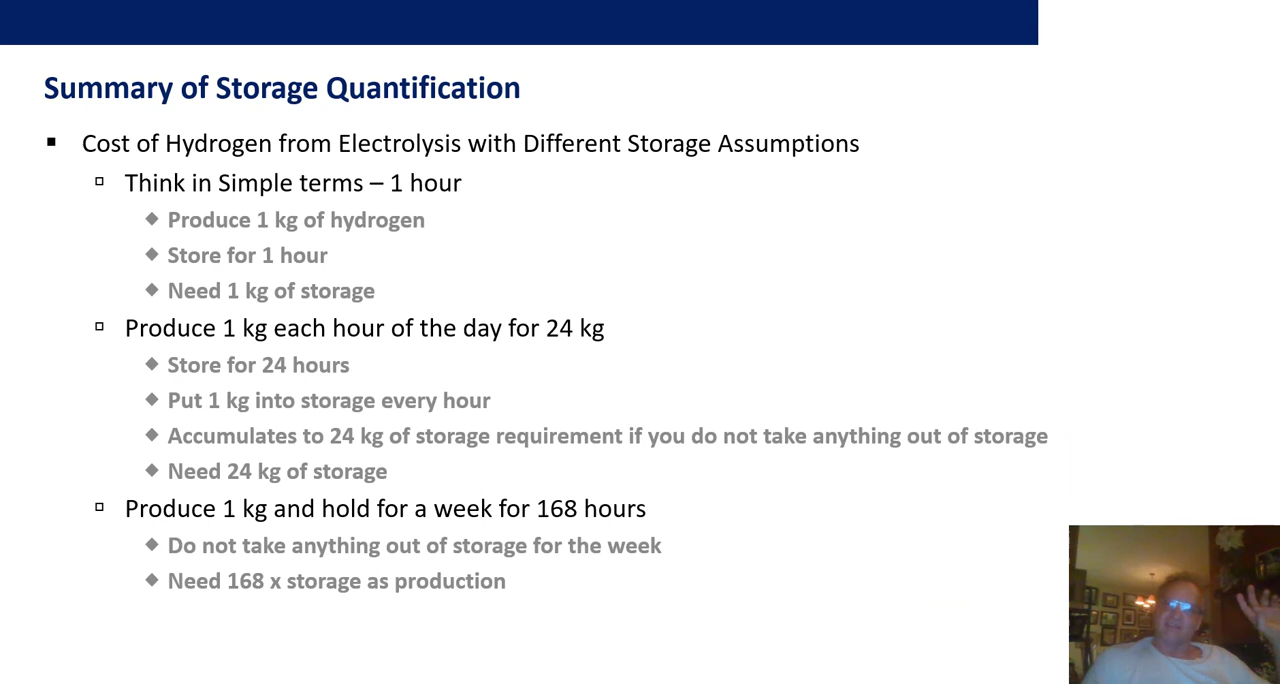 Summary of Storage Quantification
Cost of Hydrogen from Electrolysis with Different Storage Assumptions
Think in Simple terms – 1 hour
Produce 1 kg of hydrogen
Store for 1 hour
Need 1 kg of storage
Produce 1 kg each hour of the day for 24 kg
Store for 24 hours
Put 1 kg into storage every hour
Accumulates to 24 kg of storage requirement if you do not take anything out of storage
Need 24 kg of storage
Produce 1 kg and hold for a week for 168 hours
Do not take anything out of storage for the week
Need 168 x storage as production